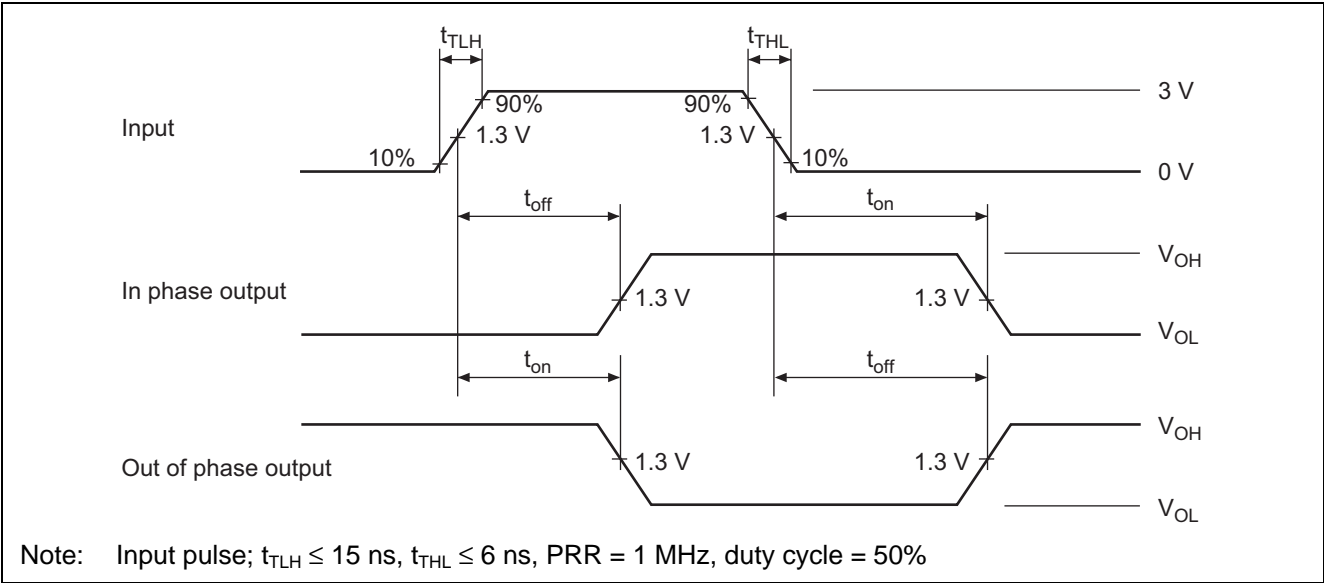 tTLH
tTHL
Input
90%
90%
3 V
1.3 V
1.3 V
10%
10%
0 V
toff
ton
In phase output
VOH
1.3 V
1.3 V
VOL
ton
toff
VOH
Out of phase output
1.3 V
1.3 V
VOL
Note: Input pulse; tTLH ≤ 15 ns, tTHL ≤ 6 ns, PRR = 1 MHz, duty cycle = 50%